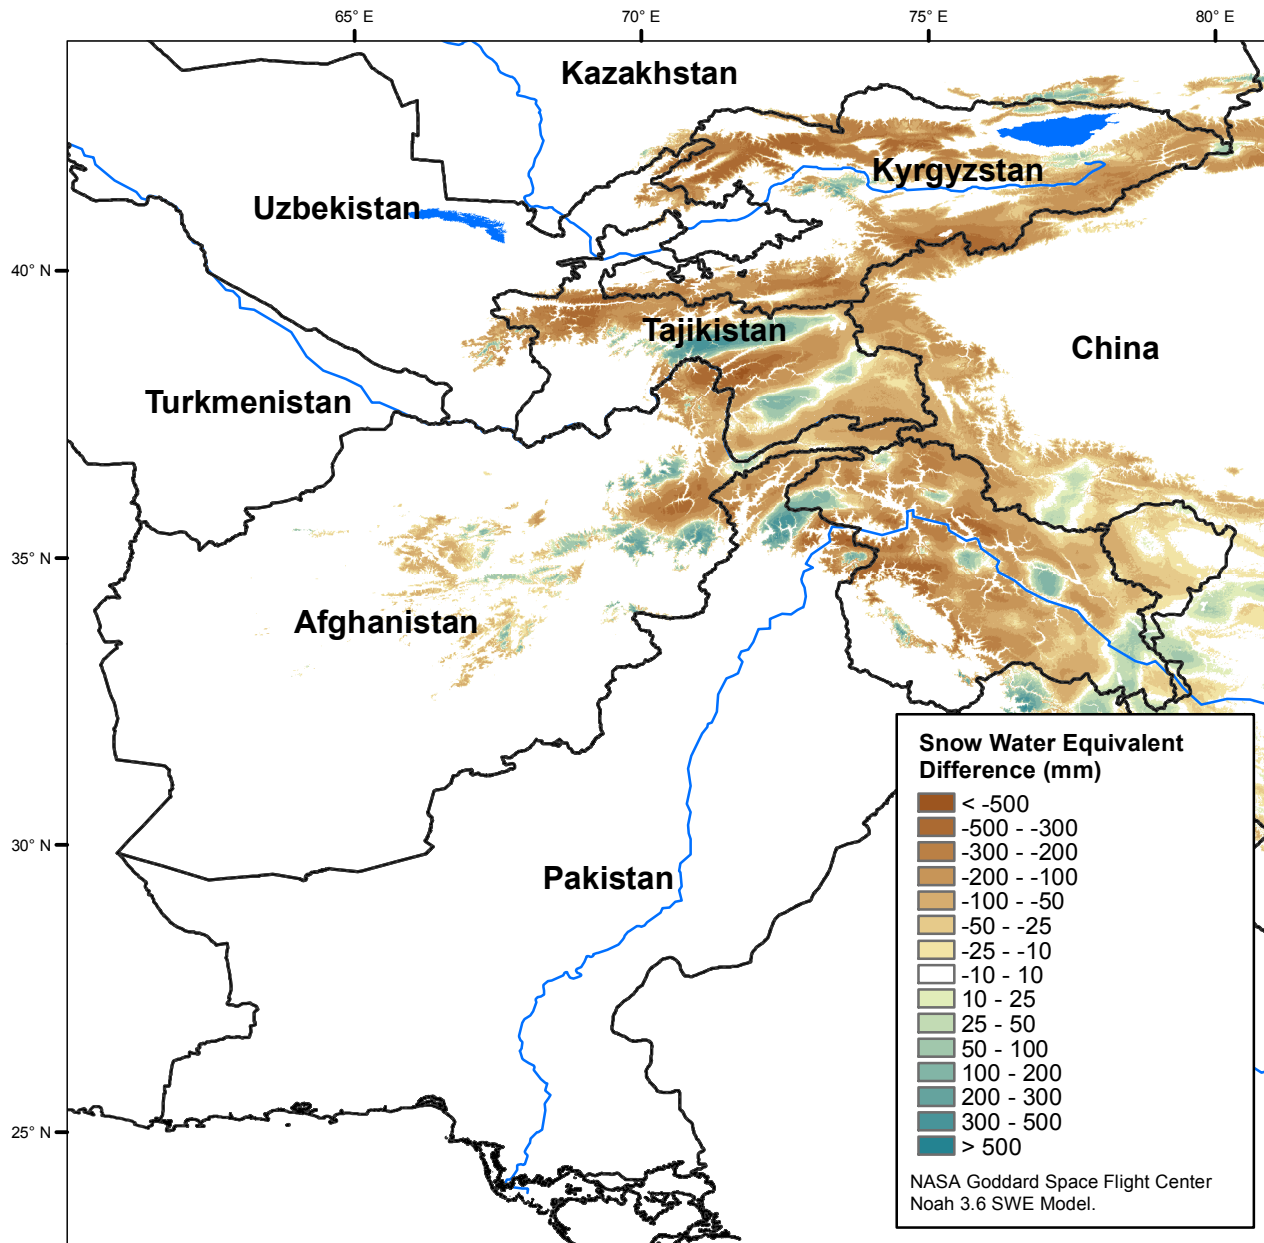 65° E
70° E
75° E
80° E
Kazakhstan
Kyrgyzstan
Uzbekistan
40° N
Tajikistan
China
Turkmenistan
35° N
Afghanistan
Snow Water Equivalent
Difference (mm)
< -500
-500 - -300
-300 - -200
-200 - -100
-100 - -50
-50 - -25
-25 - -10
-10 - 10
10 - 25
25 - 50
50 - 100
100 - 200
200 - 300
300 - 500
> 500
NASA Goddard Space Flight Center
Noah 3.6 SWE Model.
30° N
Pakistan
25° N